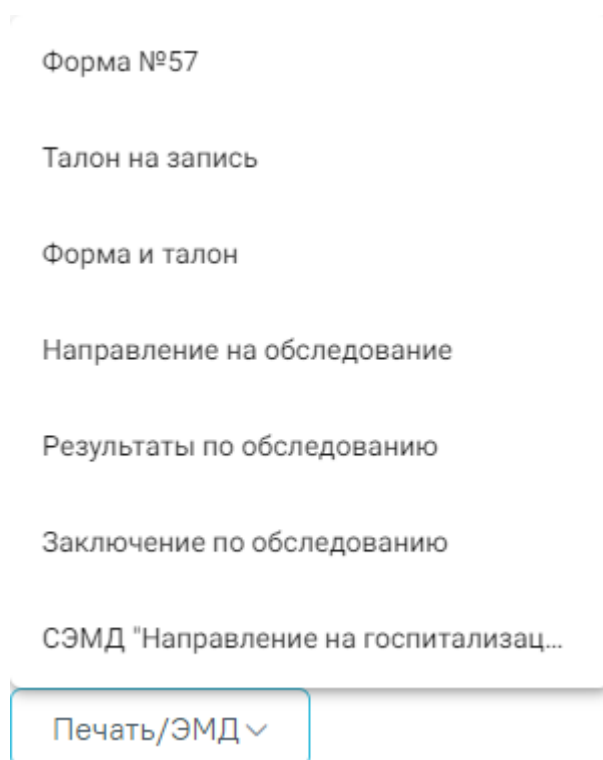 Форма №57
Талон на запись
Форма и талон
Направление на обследование
Результаты по обследованию
Заключение по обследованию
СЭМД "Направление на госпитализац...
Печать/ЭМД